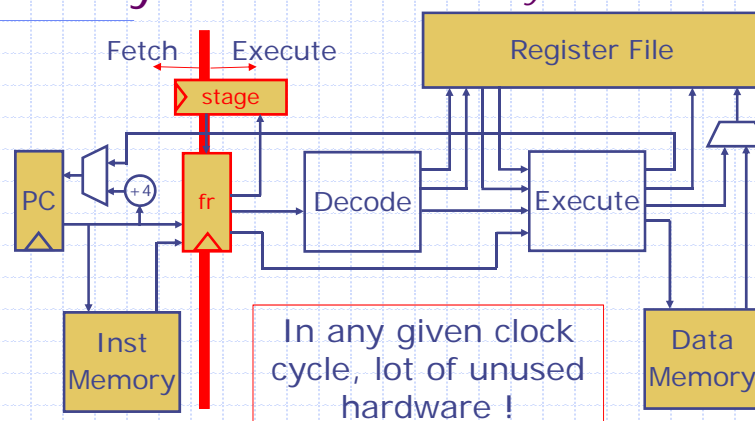 Fetch Execute
Register File
stage
PC
+4
fr
Decode
Execute
Inst
Memory
In any given clock
cycle, lot of unused
hardware !
Data
Memory